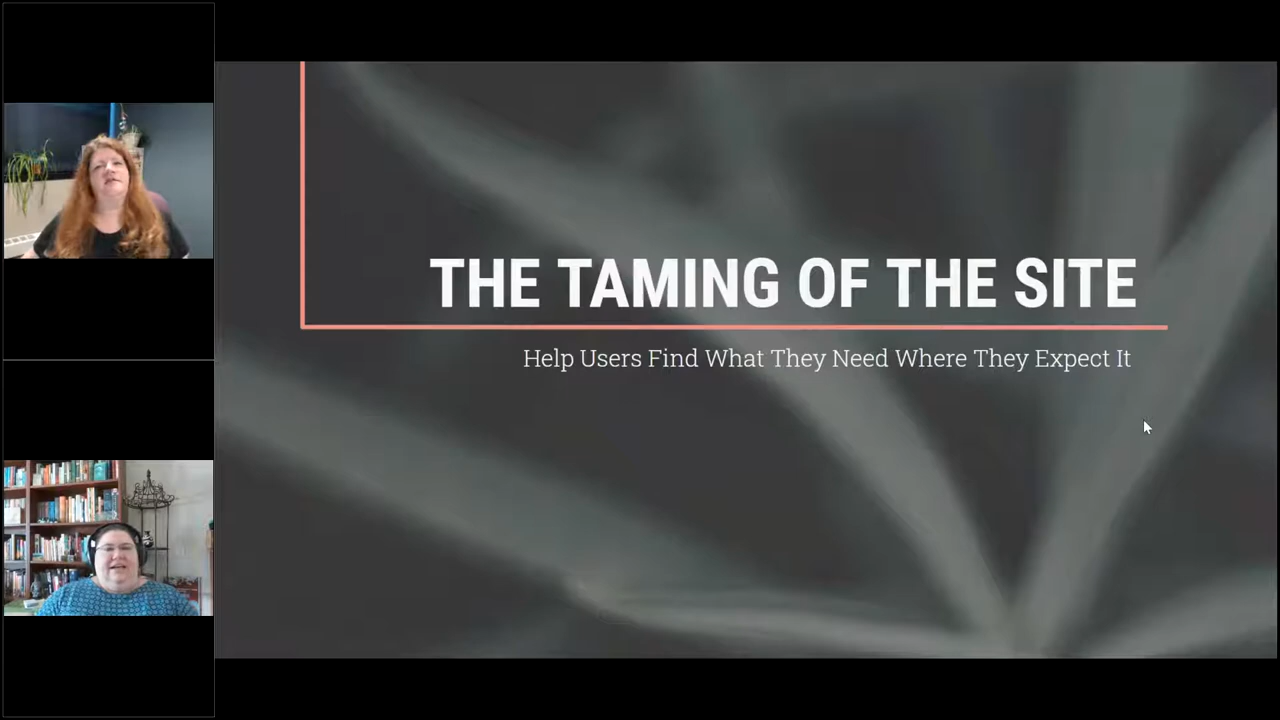 THE TAMING OF THE SITE
Help Users Find What They Need Where They Expect It